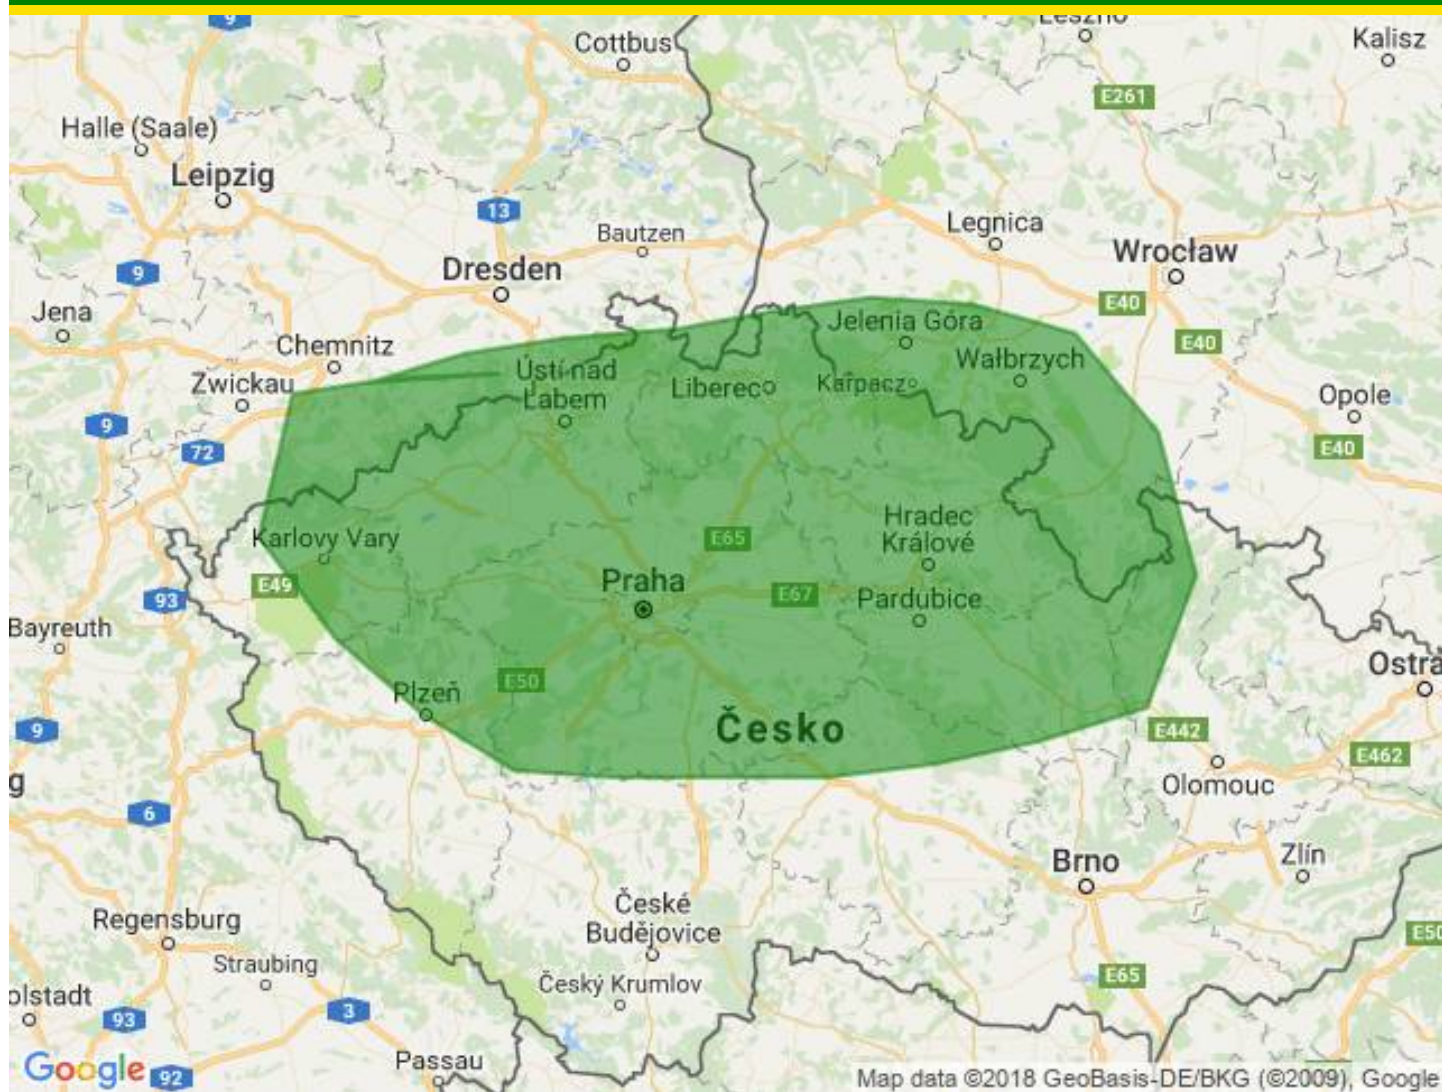 9
Cottbus
Leszno
Kalisz
E261
Halle (Saale)
Leipzig
13
Bautzen
Legnica
Wrocław
9
Dresden
E40
Jena
Chemnitz
Jelenia Góra
E40
Zwickau
Ústí nad
Labem
Liberec
Karpacz
Wałbrzych
Opole
9
72
E40
Karlovy Vary
E65
Hradec
Králové
E49
Praha
E67
Pardubice
93
Bayreuth
Plzeň
E50
Ostra
9
Česko
E442
E462
g
Olomouc
6
Brno
Zlín
Regensburg
České
Budějovice
E50
Straubing
Český Krumlov
E65
olstadt
93
3
Passau
Google
92
Map data ©2018 GeoBasis-DE/BKG (©2009), Google